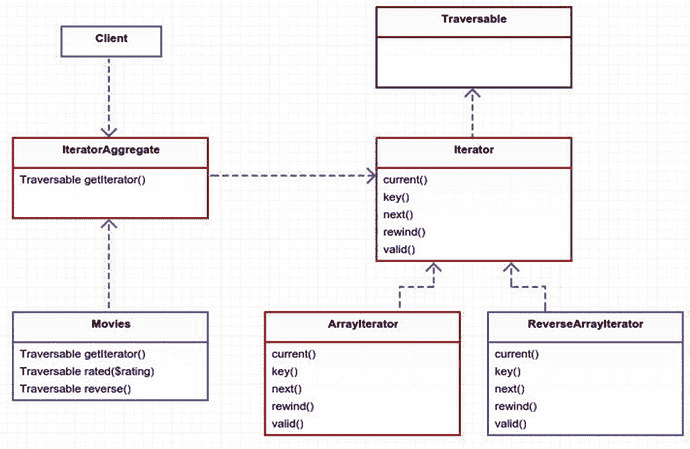 Traversable
Client
IteratorAggregate
Traversable getIterator()
Iterator
current()
key()
next()
rewind()
valid()
Movies
Traversable getIterator()
Traversable rated($rating)
Traversable reverse()
ArrayIterator
current()
key()
next()
rewind()
valid()
ReverseArrayIterator
current()
key()
next()
rewind()
valid()